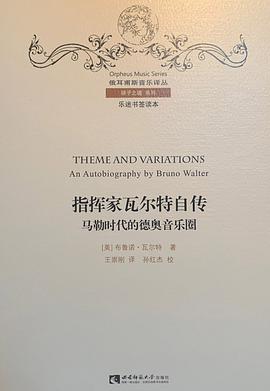 Orpheus Music Series
俄耳甫斯音乐译丛
棒子之魂 系列
乐迷书签读本
THEME AND VARIATIONS
An Autobiography by Bruno Walter
指挥家瓦尔特自传
马勒时代的德奥音乐圈
[美] 布鲁诺·瓦尔特 著
王崇刚 译 孙红杰 校
西南师范大学出版社